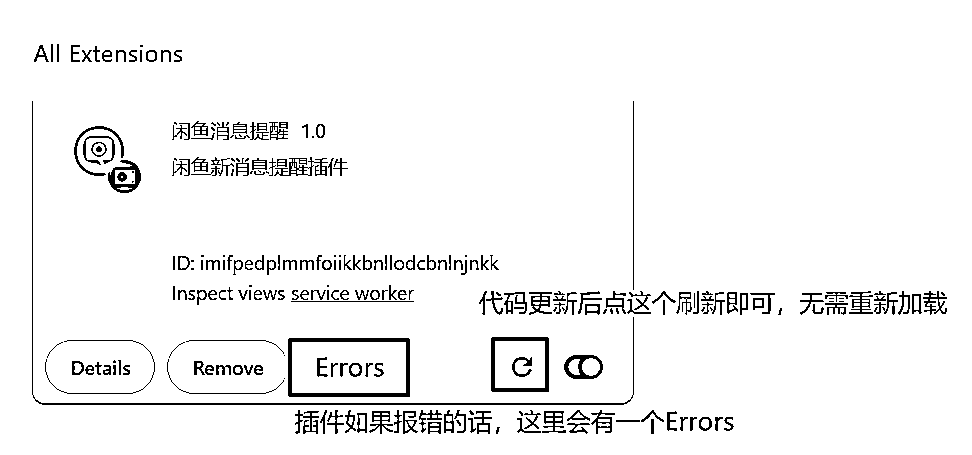 All Extensions
闲鱼消息提醒 1.0
闲鱼新消息提醒插件
ID: imifpedplmmfoiikkbnllodcbnlnjnkk
Inspect views service worker
代码更新后点这个刷新即可，无需重新加载
Details Remove Errors
插件如果报错的话，这里会有一个Errors